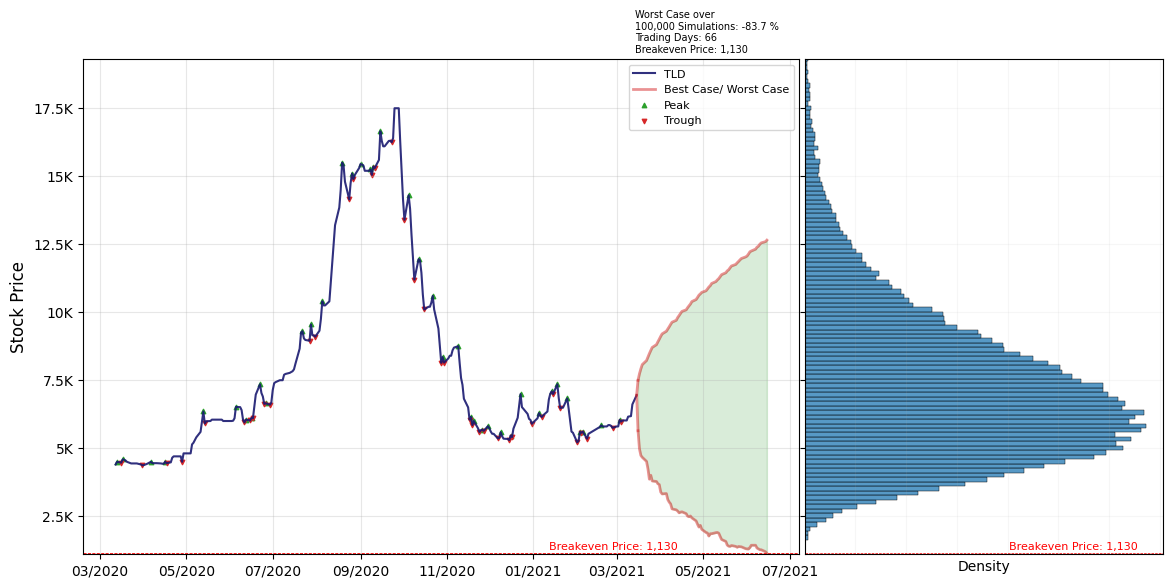 Worst Case over
100,000 Simulations: -83.7 %
Trading Days: 66
Breakeven Price: 1,130
TLD
Best Case/ Worst Case
Peak
Trough
17.5K
15K
12.5K
10K
7.5K
5K
2.5K
Stock Price
Breakeven Price: 1,130
Breakeven Price: 1,130
03/2020
05/2020
07/2020
09/2020
11/2020
01/2021
03/2021
05/2021
07/2021
Density